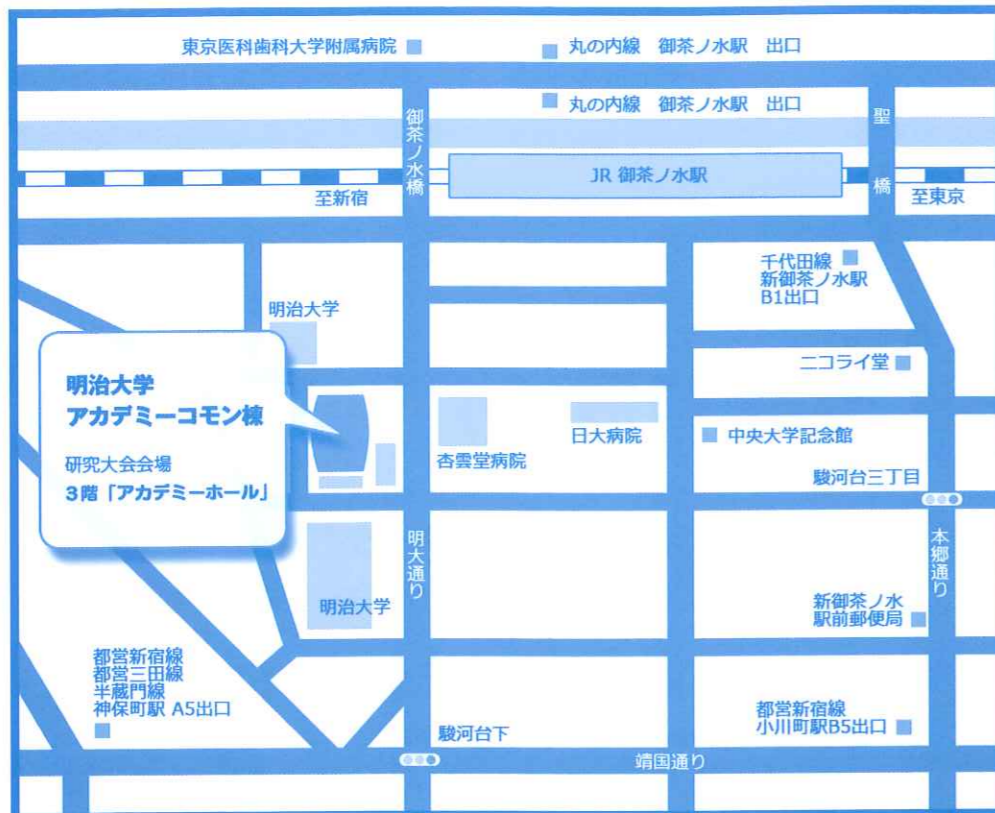 東京医科歯科大学附属病院
丸の内線　御茶ノ水駅　出口
丸の内線　御茶ノ水駅　出口
御茶ノ水橋
聖橋
JR 御茶ノ水駅
至新宿
至東京
千代田線
新御茶ノ水駅
B1出口
明治大学
ニコライ堂
明治大学
アカデミーコモン棟
研究大会会場
3階「アカデミーホール」
杏雲堂病院
日大病院
中央大学記念館
駿河台三丁目
明大通り
本郷通り
明治大学
新御茶ノ水
駅前郵便局
都営新宿線
都営三田線
半蔵門線
神保町駅 A5出口
駿河台下
都営新宿線
小川町駅B5出口
靖国通り